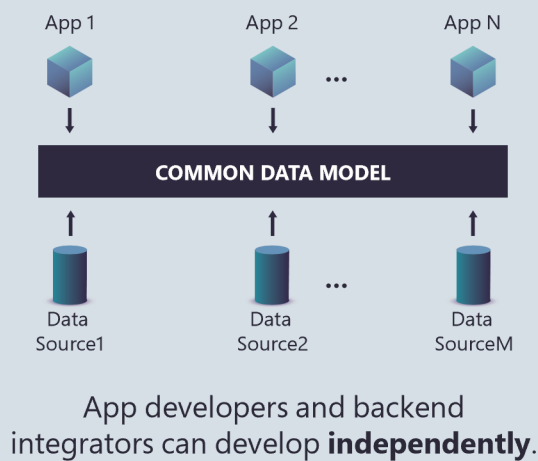 App 1 App 2 App N
...
COMMON DATA MODEL
...
Data Data Data
Source1 Source2 SourceM
App developers and backend
integrators can develop independently.